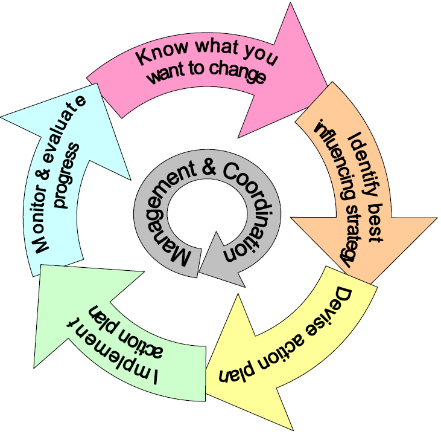 Know what you
want to change
Identify best
influencing strategy
Devise action plan
Implement
action plan
Monitor & evaluate
progress
Management & Coordination